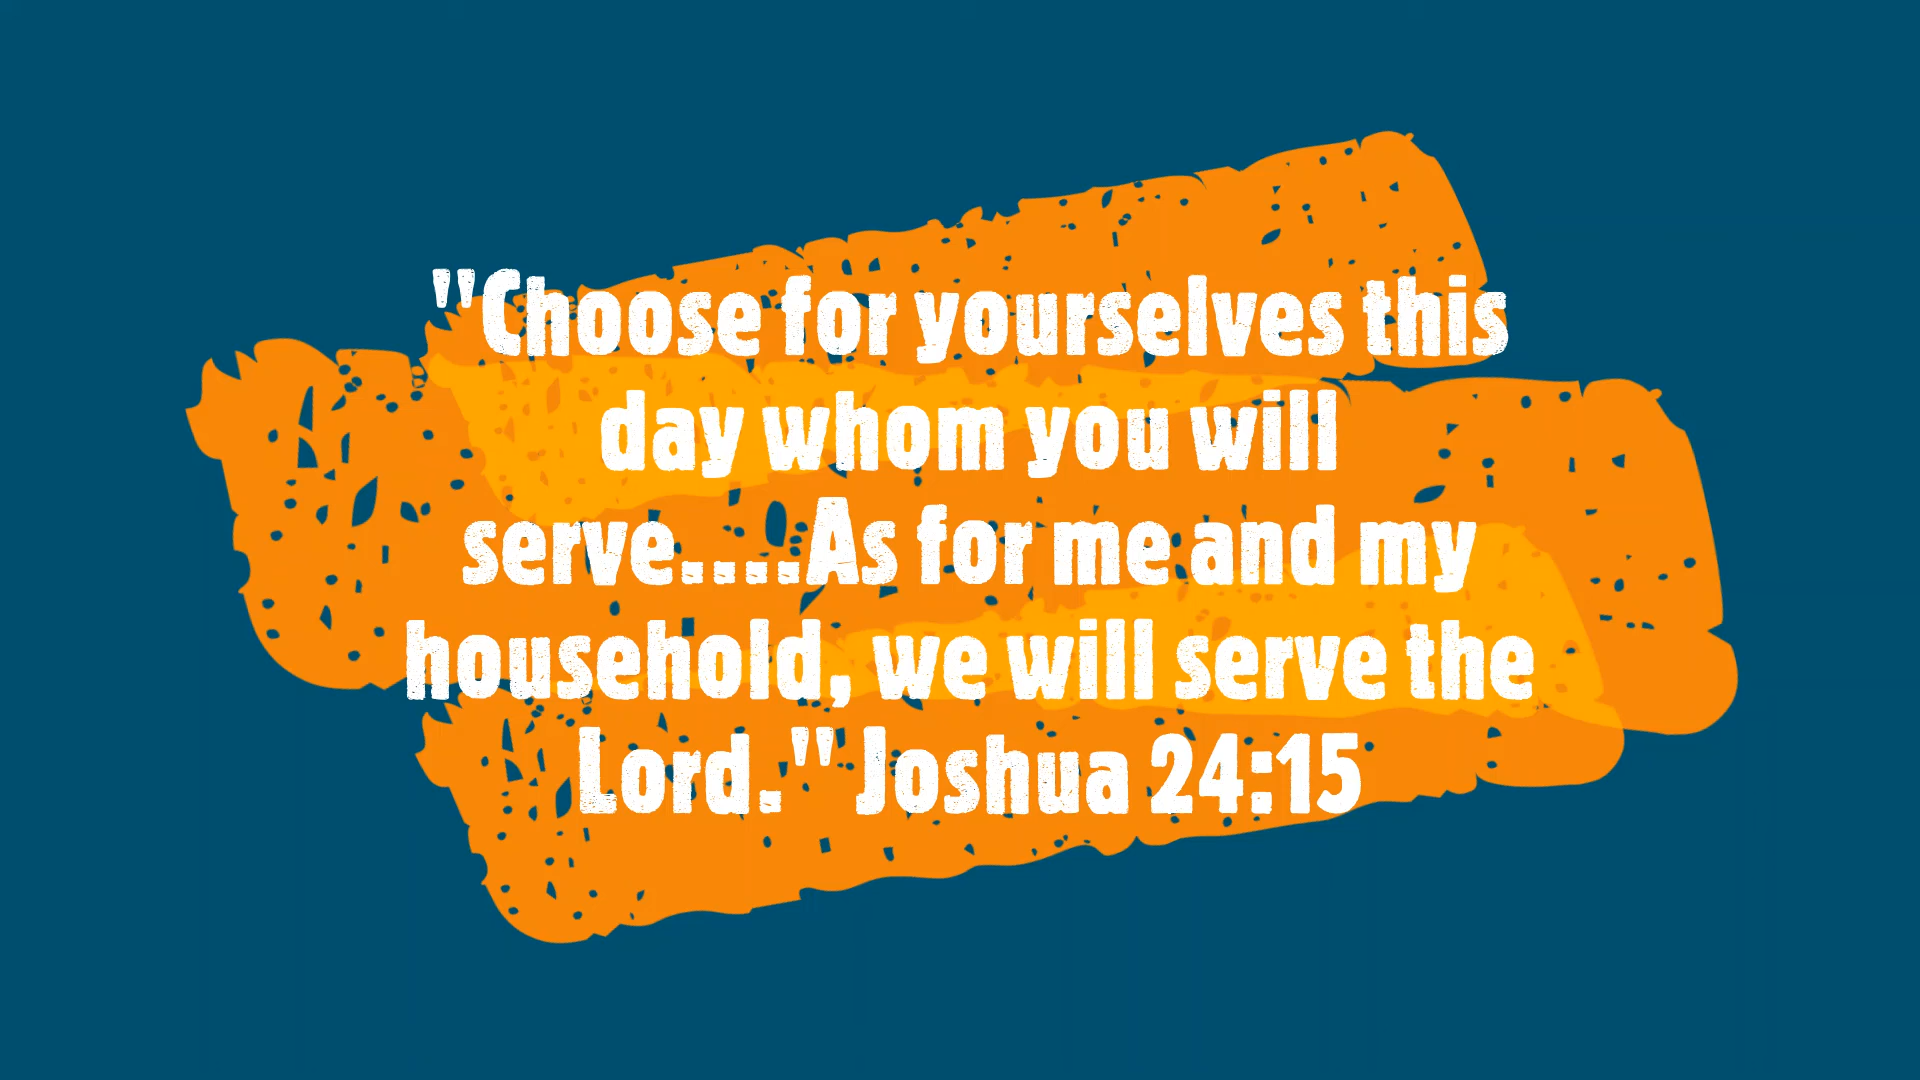 "Choose for yourselves this
day whom you will
serve....As for me and my
household, we will serve the
Lord." Joshua 24:15